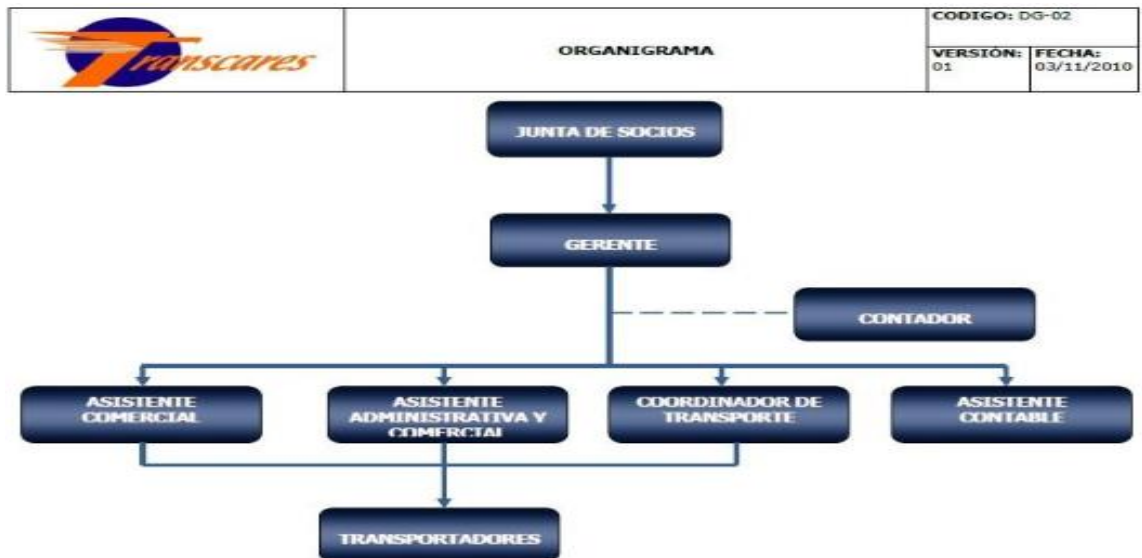 Transcares
ORGANIGRAMA
CODIGO: DG-02
VERSIÓN:
01
FECHA:
03/11/2010
JUNTA DE SOCIOS
GERENTE
CONTADOR
ASISTENTE
COMERCIAL
ASISTENTE
ADMINISTRATIVA Y
COMERCIAL
COORDINADOR DE
TRANSPORTE
ASISTENTE
CONTABLE
TRANSPORTADORES